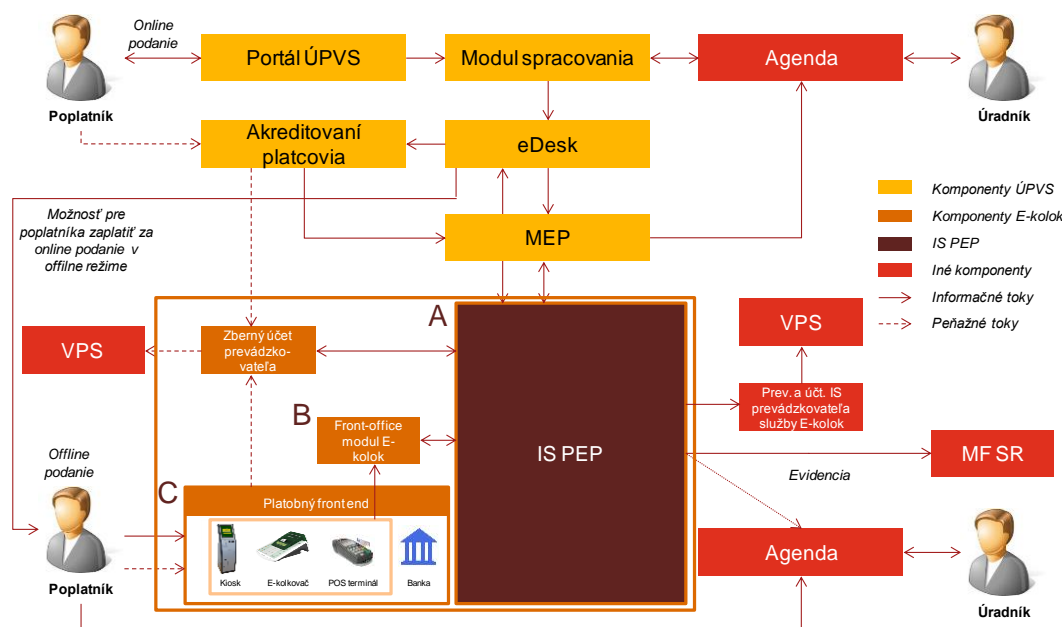 Online
podanie
Portál ÚPVS
Modul spracovania
Agenda
Poplatník
Úradník
Akreditovaní
platcovia
eDesk
Komponenty ÚPVS
Komponenty E-kolok
IS PEP
Iné komponenty
Informačné toky
Peňažné toky
Možnosť pre
poplatníka zaplatiť za
online podanie v
offilne režime
MEP
A
VPS
Zberný účet
prevádzko-
vateľa
VPS
Prev. a účt. IS
prevádzkovateľa
služby E-kolok
B
Front-office
modul E-
kolok
IS PEP
MF SR
Evidencia
Offline
podanie
C
Platobný front end
Kiosk
E-kolkovač
POS terminál
Banka
Agenda
Poplatník
Úradník